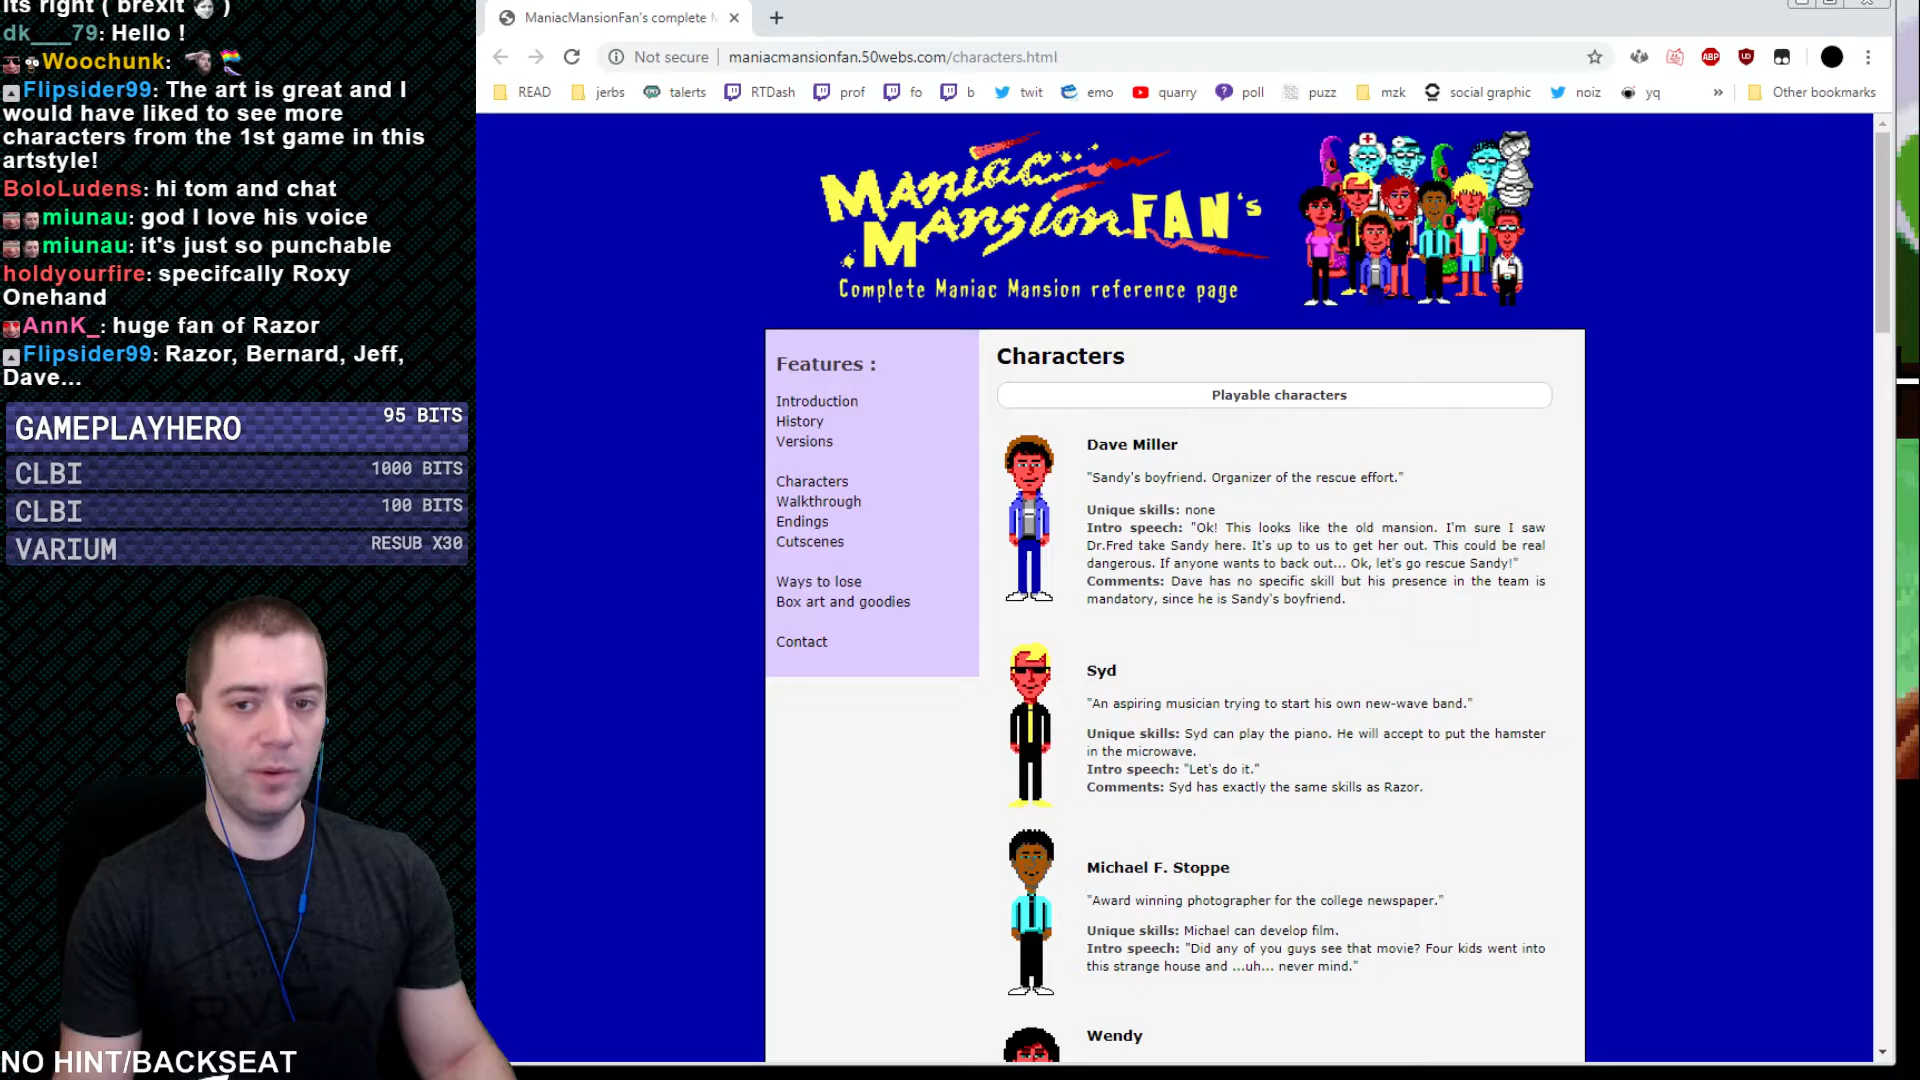 its right ( brexit )
dk___79: Hello !
Woochunk:
Flipsider99: The art is great and I
would have liked to see more
characters from the 1st game in this
artstyle!
BoloLudens: hi tom and chat
miunau: god I love his voice
miunau: it's just so punchable
holdyourfire: specifcally Roxy
Onehand
AnnK_: huge fan of Razor
Flipsider99: Razor, Bernard, Jeff,
Dave...
GAMEPLAYHERO 95 BITS
CLBI 1000 BITS
CLBI 100 BITS
VARIUM RESUB X30
NO HINT/BACKSEAT
ManiacMansionFan's complete M
Not secure maniacmansionfan.50webs.com/characters.html
READ jerbs talerts RTDash prof fo b twit emo quarry poll puzz mzk social graphic noiz yq » Other bookmarks
MANIAC
MANSION FAN's
Complete Maniac Mansion reference page
Features :
Introduction
History
Versions
Characters
Walkthrough
Endings
Cutscenes
Ways to lose
Box art and goodies
Contact
Characters
Playable characters
Dave Miller
"Sandy's boyfriend. Organizer of the rescue effort."
Unique skills: none
Intro speech: "Ok! This looks like the old mansion. I'm sure I saw
Dr.Fred take Sandy here. It's up to us to get her out. This could be real
dangerous. If anyone wants to back out... Ok, let's go rescue Sandy!"
Comments: Dave has no specific skill but his presence in the team is
mandatory, since he is Sandy's boyfriend.
Syd
"An aspiring musician trying to start his own new-wave band."
Unique skills: Syd can play the piano. He will accept to put the hamster
in the microwave.
Intro speech: "Let's do it."
Comments: Syd has exactly the same skills as Razor.
Michael F. Stoppe
"Award winning photographer for the college newspaper."
Unique skills: Michael can develop film.
Intro speech: "Did any of you guys see that movie? Four kids went into
this strange house and ...uh... never mind."
Wendy